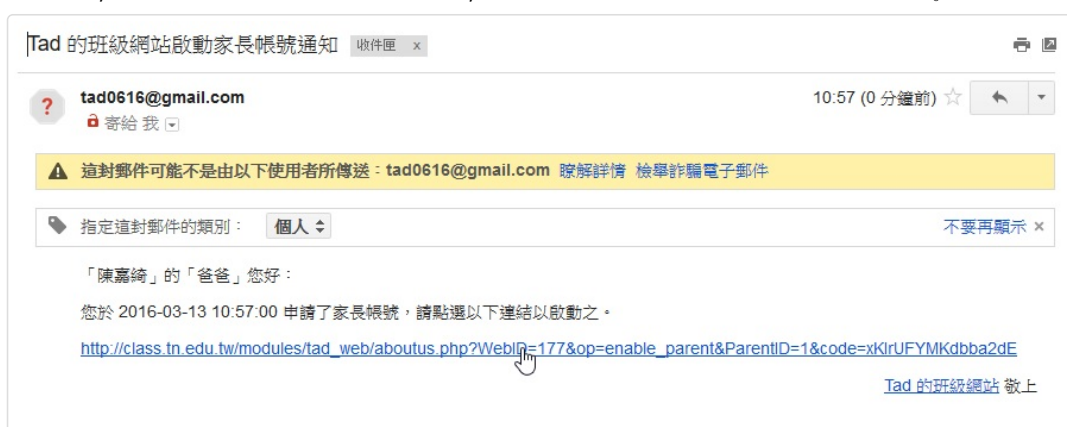 Tad 的班級網站啟動家長帳號通知 收件匣 x
tad0616@gmail.com 10:57 (0 分鐘前)
寄給 我
這封郵件可能不是由以下使用者所傳送:tad0616@gmail.com 瞭解詳情 檢舉詐騙電子郵件
指定這封郵件的類別: 個人 不要再顯示 ×
「陳嘉綺」的「爸爸」您好:
您於 2016-03-13 10:57:00 申請了家長帳號,請點選以下連結以啟動之。
http://class.tn.edu.tw/modules/tad_web/aboutus.php?WebID=177&op=enable_parent&ParentID=1&code=xKlrUFYMKdbba2dE
Tad 的班級網站 敬上